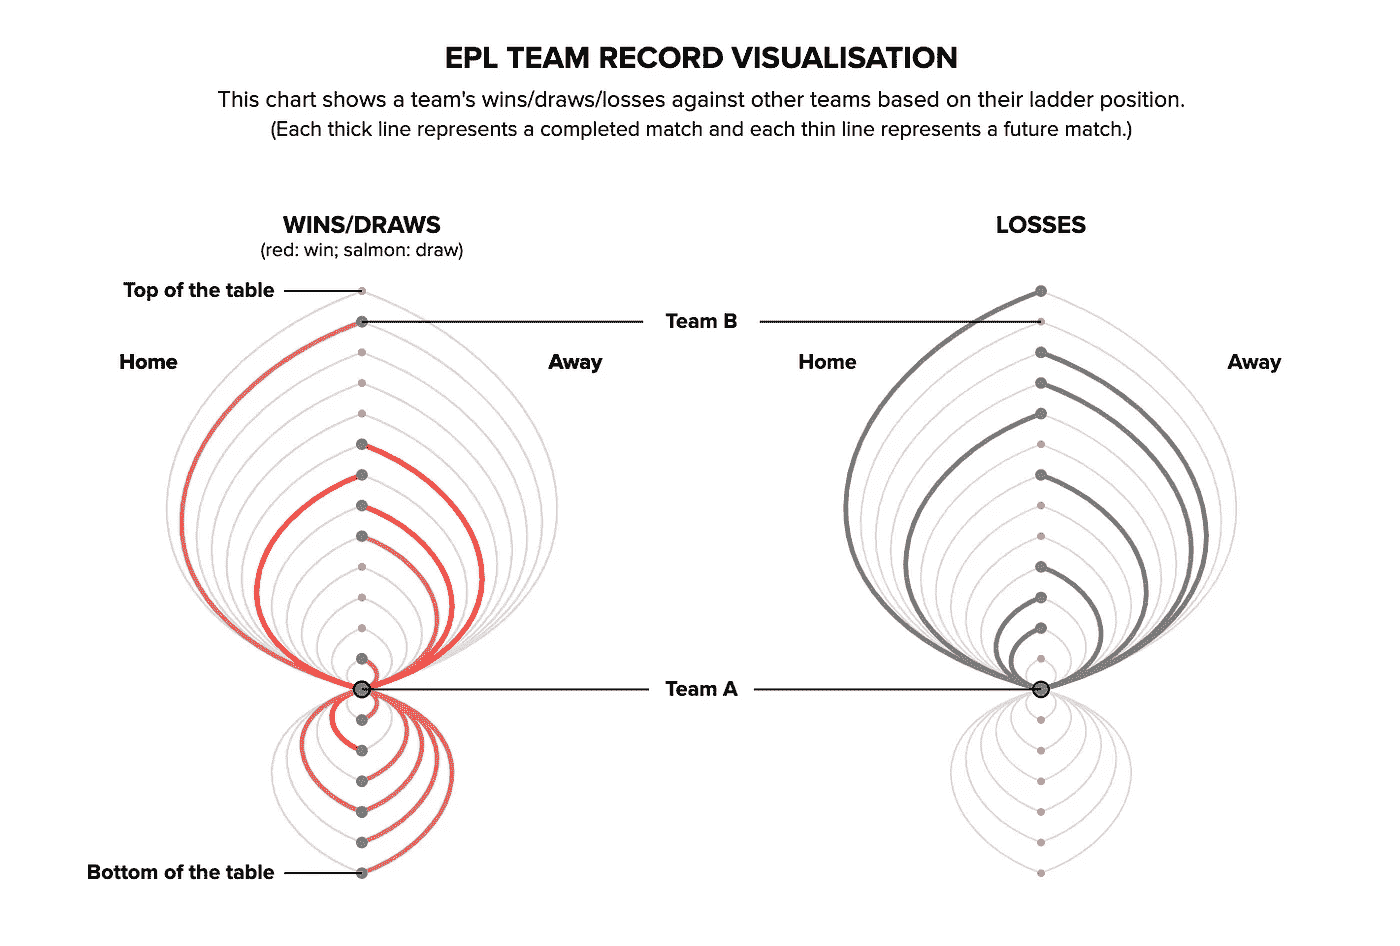 EPL TEAM RECORD VISUALISATION
This chart shows a team's wins/draws/losses against other teams based on their ladder position.
(Each thick line represents a completed match and each thin line represents a future match.)
WINS/DRAWS
(red: win; salmon: draw)
LOSSES
Top of the table
Team B
Home
Away
Home
Away
Team A
Bottom of the table